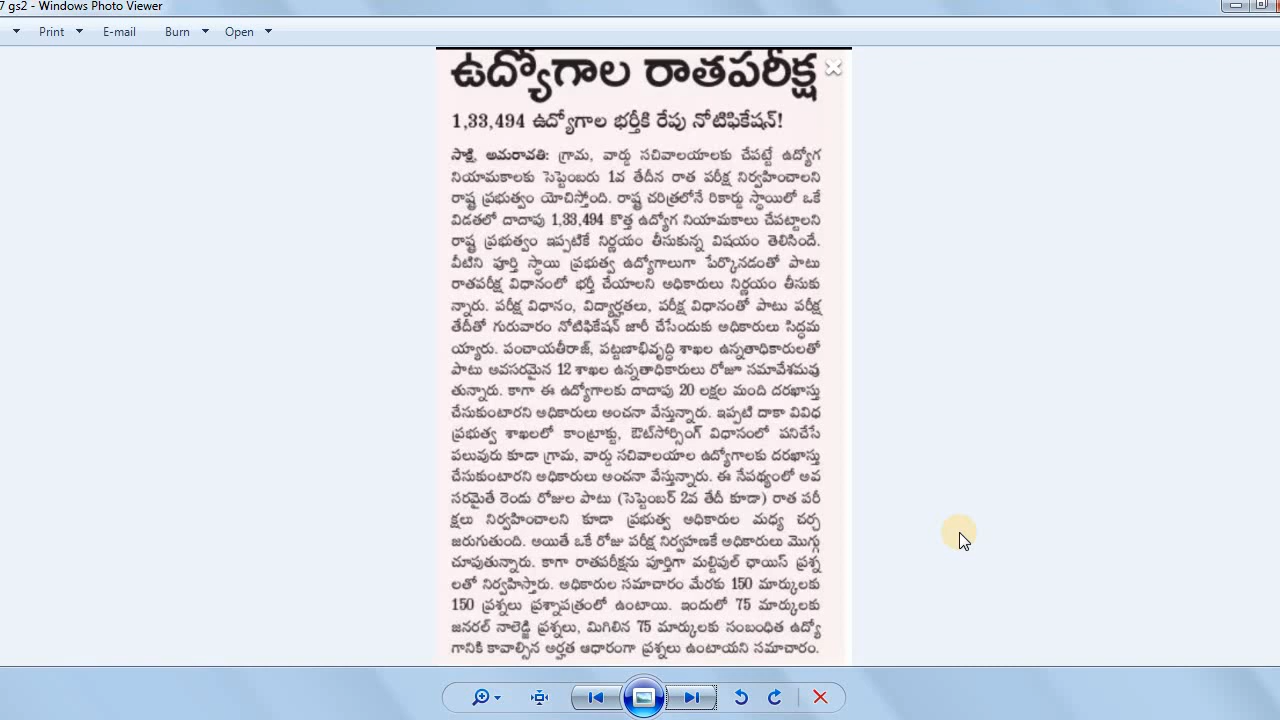 7 gs2 - Windows Photo Viewer
Print E-mail Burn Open
ఉద్యోగాల రాతపరీక్ష
1,33,494 ఉద్యోగాల భర్తీకి రేపు నోటిఫికేషన్!
సాక్షి, అమరావతి: గ్రామ, వార్డు సచివాలయాలకు చేపట్టే ఉద్యోగ
నియామకాలకు సెప్టెంబరు 1వ తేదీన రాత పరీక్ష నిర్వహించాలని
రాష్ట్ర ప్రభుత్వం యోచిస్తోంది. రాష్ట్ర చరిత్రలోనే రికార్డు స్థాయిలో ఒకే
విడతలో దాదాపు 1,33,494 కొత్త ఉద్యోగ నియామకాలు చేపట్టాలని
రాష్ట్ర ప్రభుత్వం ఇప్పటికే నిర్ణయం తీసుకున్న విషయం తెలిసిందే.
వీటిని పూర్తి స్థాయి ప్రభుత్వ ఉద్యోగాలుగా పేర్కొనడంతో పాటు
రాతపరీక్ష విధానంలో భర్తీ చేయాలని అధికారులు నిర్ణయం తీసుకు
న్నారు. పరీక్ష విధానం, విద్యార్హతలు, పరీక్ష విధానంతో పాటు పరీక్ష
తేదీతో గురువారం నోటిఫికేషన్ జారీ చేసేందుకు అధికారులు సిద్ధమ
య్యారు. పంచాయతీరాజ్, పట్టణాభివృద్ధి శాఖల ఉన్నతాధికారులతో
పాటు అవసరమైన 12 శాఖల ఉన్నతాధికారులు రోజూ సమావేశమవు
తున్నారు. కాగా ఈ ఉద్యోగాలకు దాదాపు 20 లక్షల మంది దరఖాస్తు
చేసుకుంటారని అధికారులు అంచనా వేస్తున్నారు. ఇప్పటి దాకా వివిధ
ప్రభుత్వ శాఖలలో కాంట్రాక్టు, ఔట్‌సోర్సింగ్ విధానంలో పనిచేసే
పలువురు కూడా గ్రామ, వార్డు సచివాలయాల ఉద్యోగాలకు దరఖాస్తు
చేసుకుంటారని అధికారులు అంచనా వేస్తున్నారు. ఈ నేపథ్యంలో అవ
సరమైతే రెండు రోజుల పాటు (సెప్టెంబర్ 2వ తేదీ కూడా) రాత పరీ
క్షలు నిర్వహించాలని కూడా ప్రభుత్వ అధికారుల మధ్య చర్చ
జరుగుతుంది. అయితే ఒకే రోజు పరీక్ష నిర్వహణకే అధికారులు మొగ్గు
చూపుతున్నారు. కాగా రాతపరీక్షను పూర్తిగా మల్టిపుల్ ఛాయిస్ ప్రశ్న
లతో నిర్వహిస్తారు. అధికారుల సమాచారం మేరకు 150 మార్కులకు
150 ప్రశ్నలు ప్రశ్నాపత్రంలో ఉంటాయి. ఇందులో 75 మార్కులకు
జనరల్ నాలెడ్జి ప్రశ్నలు, మిగిలిన 75 మార్కులకు సంబంధిత ఉద్యో
గానికి కావాల్సిన అర్హత ఆధారంగా ప్రశ్నలు ఉంటాయని సమాచారం.